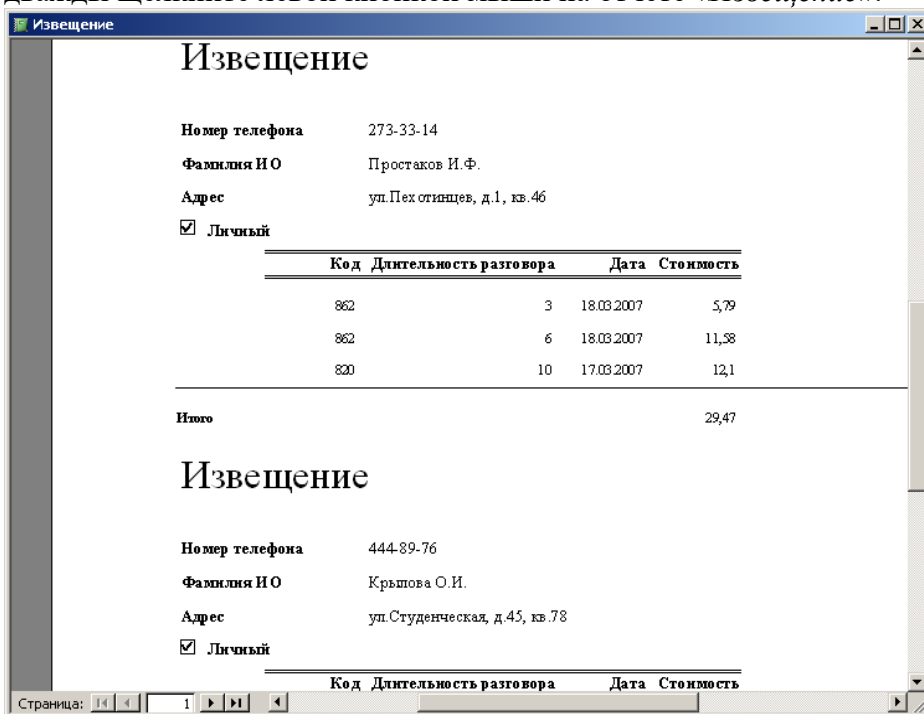 Извещение
Извещение
Номер телефона 273-33-14
Фамилия И О Простаков И.Ф.
Адрес ул.Пехотинцев, д.1, кв.46
Личный
Код Длительность разговора Дата Стоимость
862 3 18.03.2007 5,79
862 6 18.03.2007 11,58
820 10 17.03.2007 12,1
Итого 29,47
Извещение
Номер телефона 444-89-76
Фамилия И О Крылова О.И.
Адрес ул.Студенческая, д.45, кв.78
Личный
Код Длительность разговора Дата Стоимость
Страница: 1